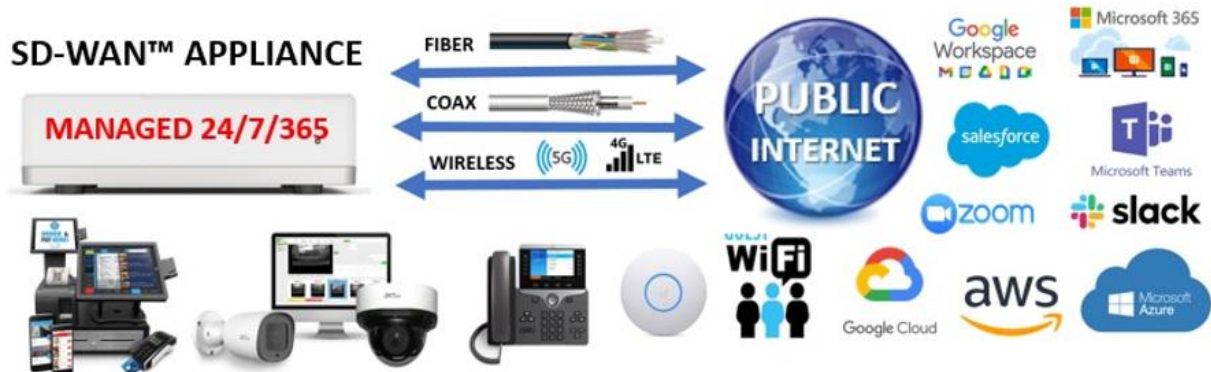 SD-WAN™ APPLIANCE
MANAGED 24/7/365
FIBER
COAX
WIRELESS
5G
4G
LTE
PUBLIC
INTERNET
Google
Workspace
Microsoft 365
salesforce
T
Microsoft Teams
zoom
slack
GUEST
WiFi
Google Cloud
aws
Microsoft
Azure